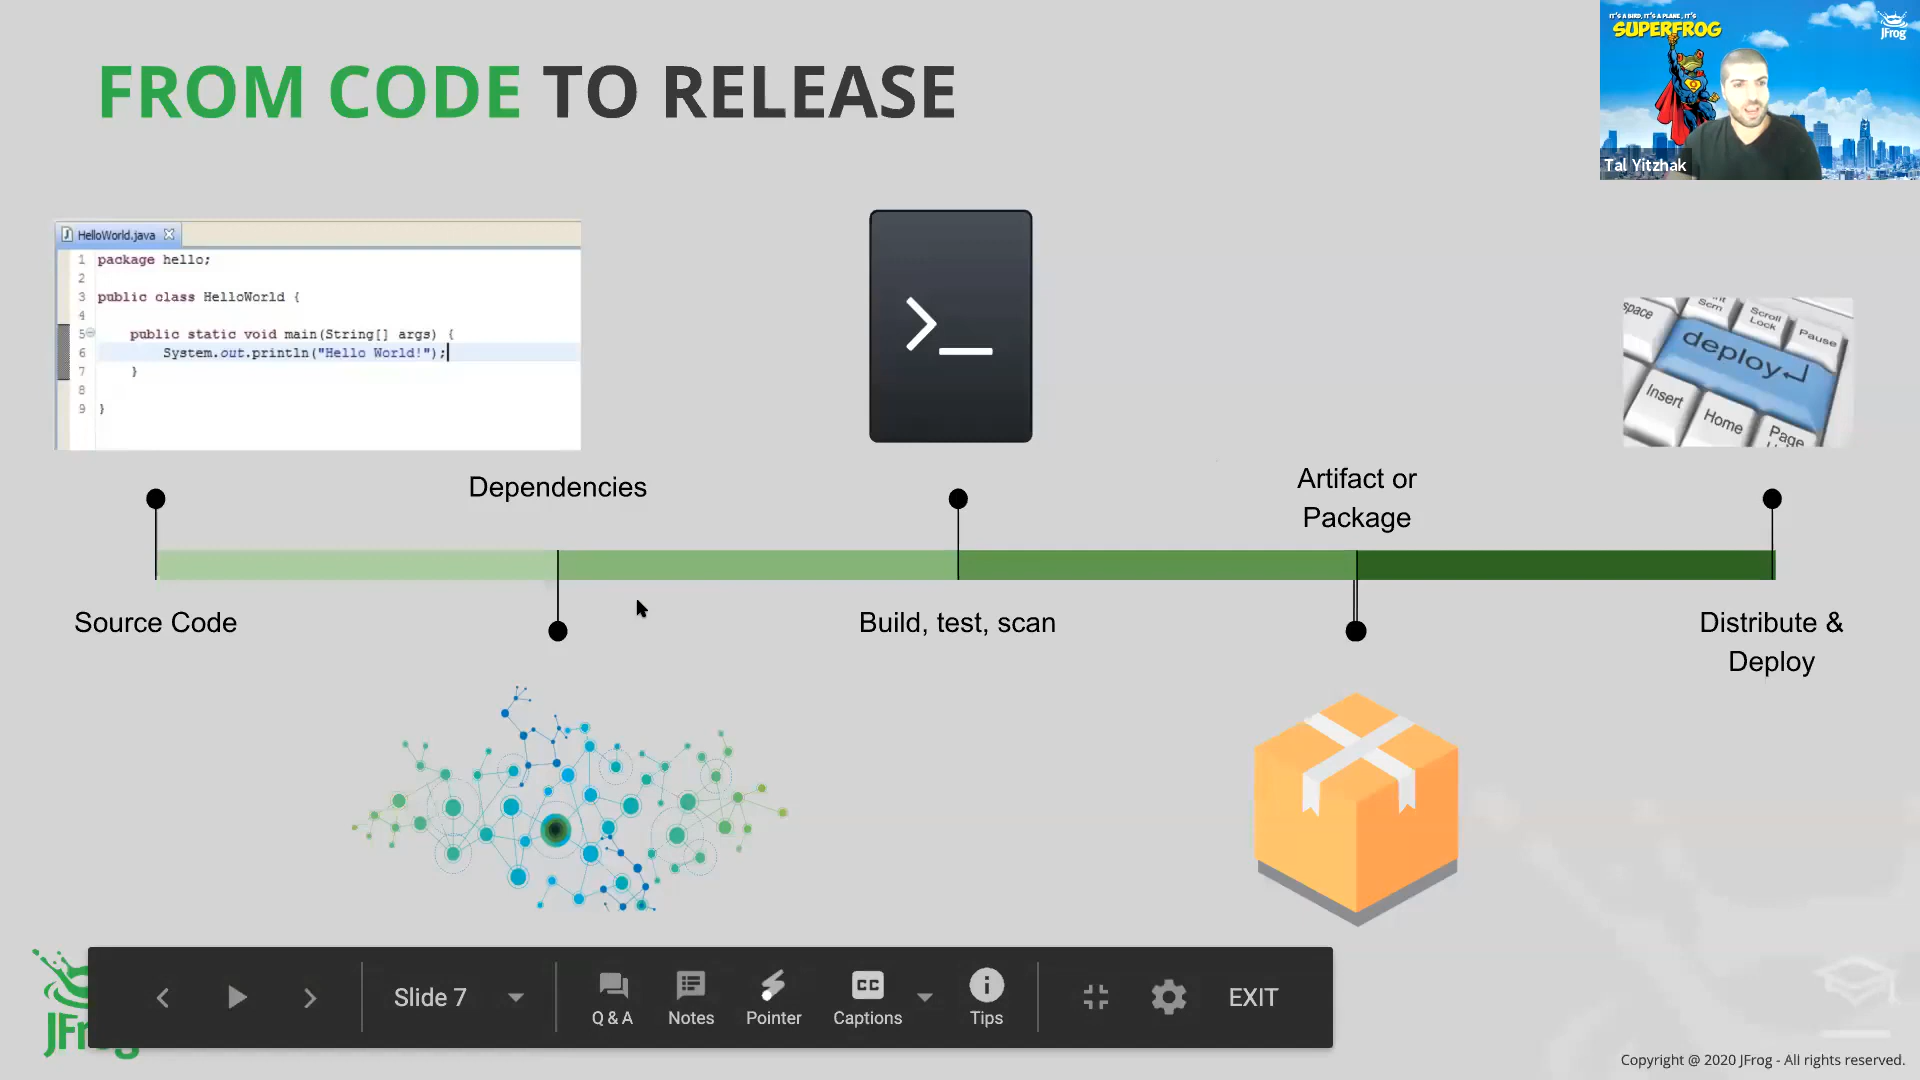 FROM CODE TO RELEASE
IT'S A BIRD, IT'S A PLANE, IT'S
SUPERFROG
JFrog
Tal Yitzhak
HelloWorld.java
1 package hello;
2
3 public class HelloWorld {
4
5 public static void main(String[] args) {
6 System.out.println("Hello World!");
7 }
8
9 }
>_
space
Scrn
Scroll
Lock
Pause
deploy
Insert
Home
Page
Dependencies
Artifact or
Package
Source Code
Build, test, scan
Distribute &
Deploy
Slide 7
Q & A
Notes
Pointer
CC
Captions
Tips
EXIT
Copyright @ 2020 JFrog - All rights reserved.